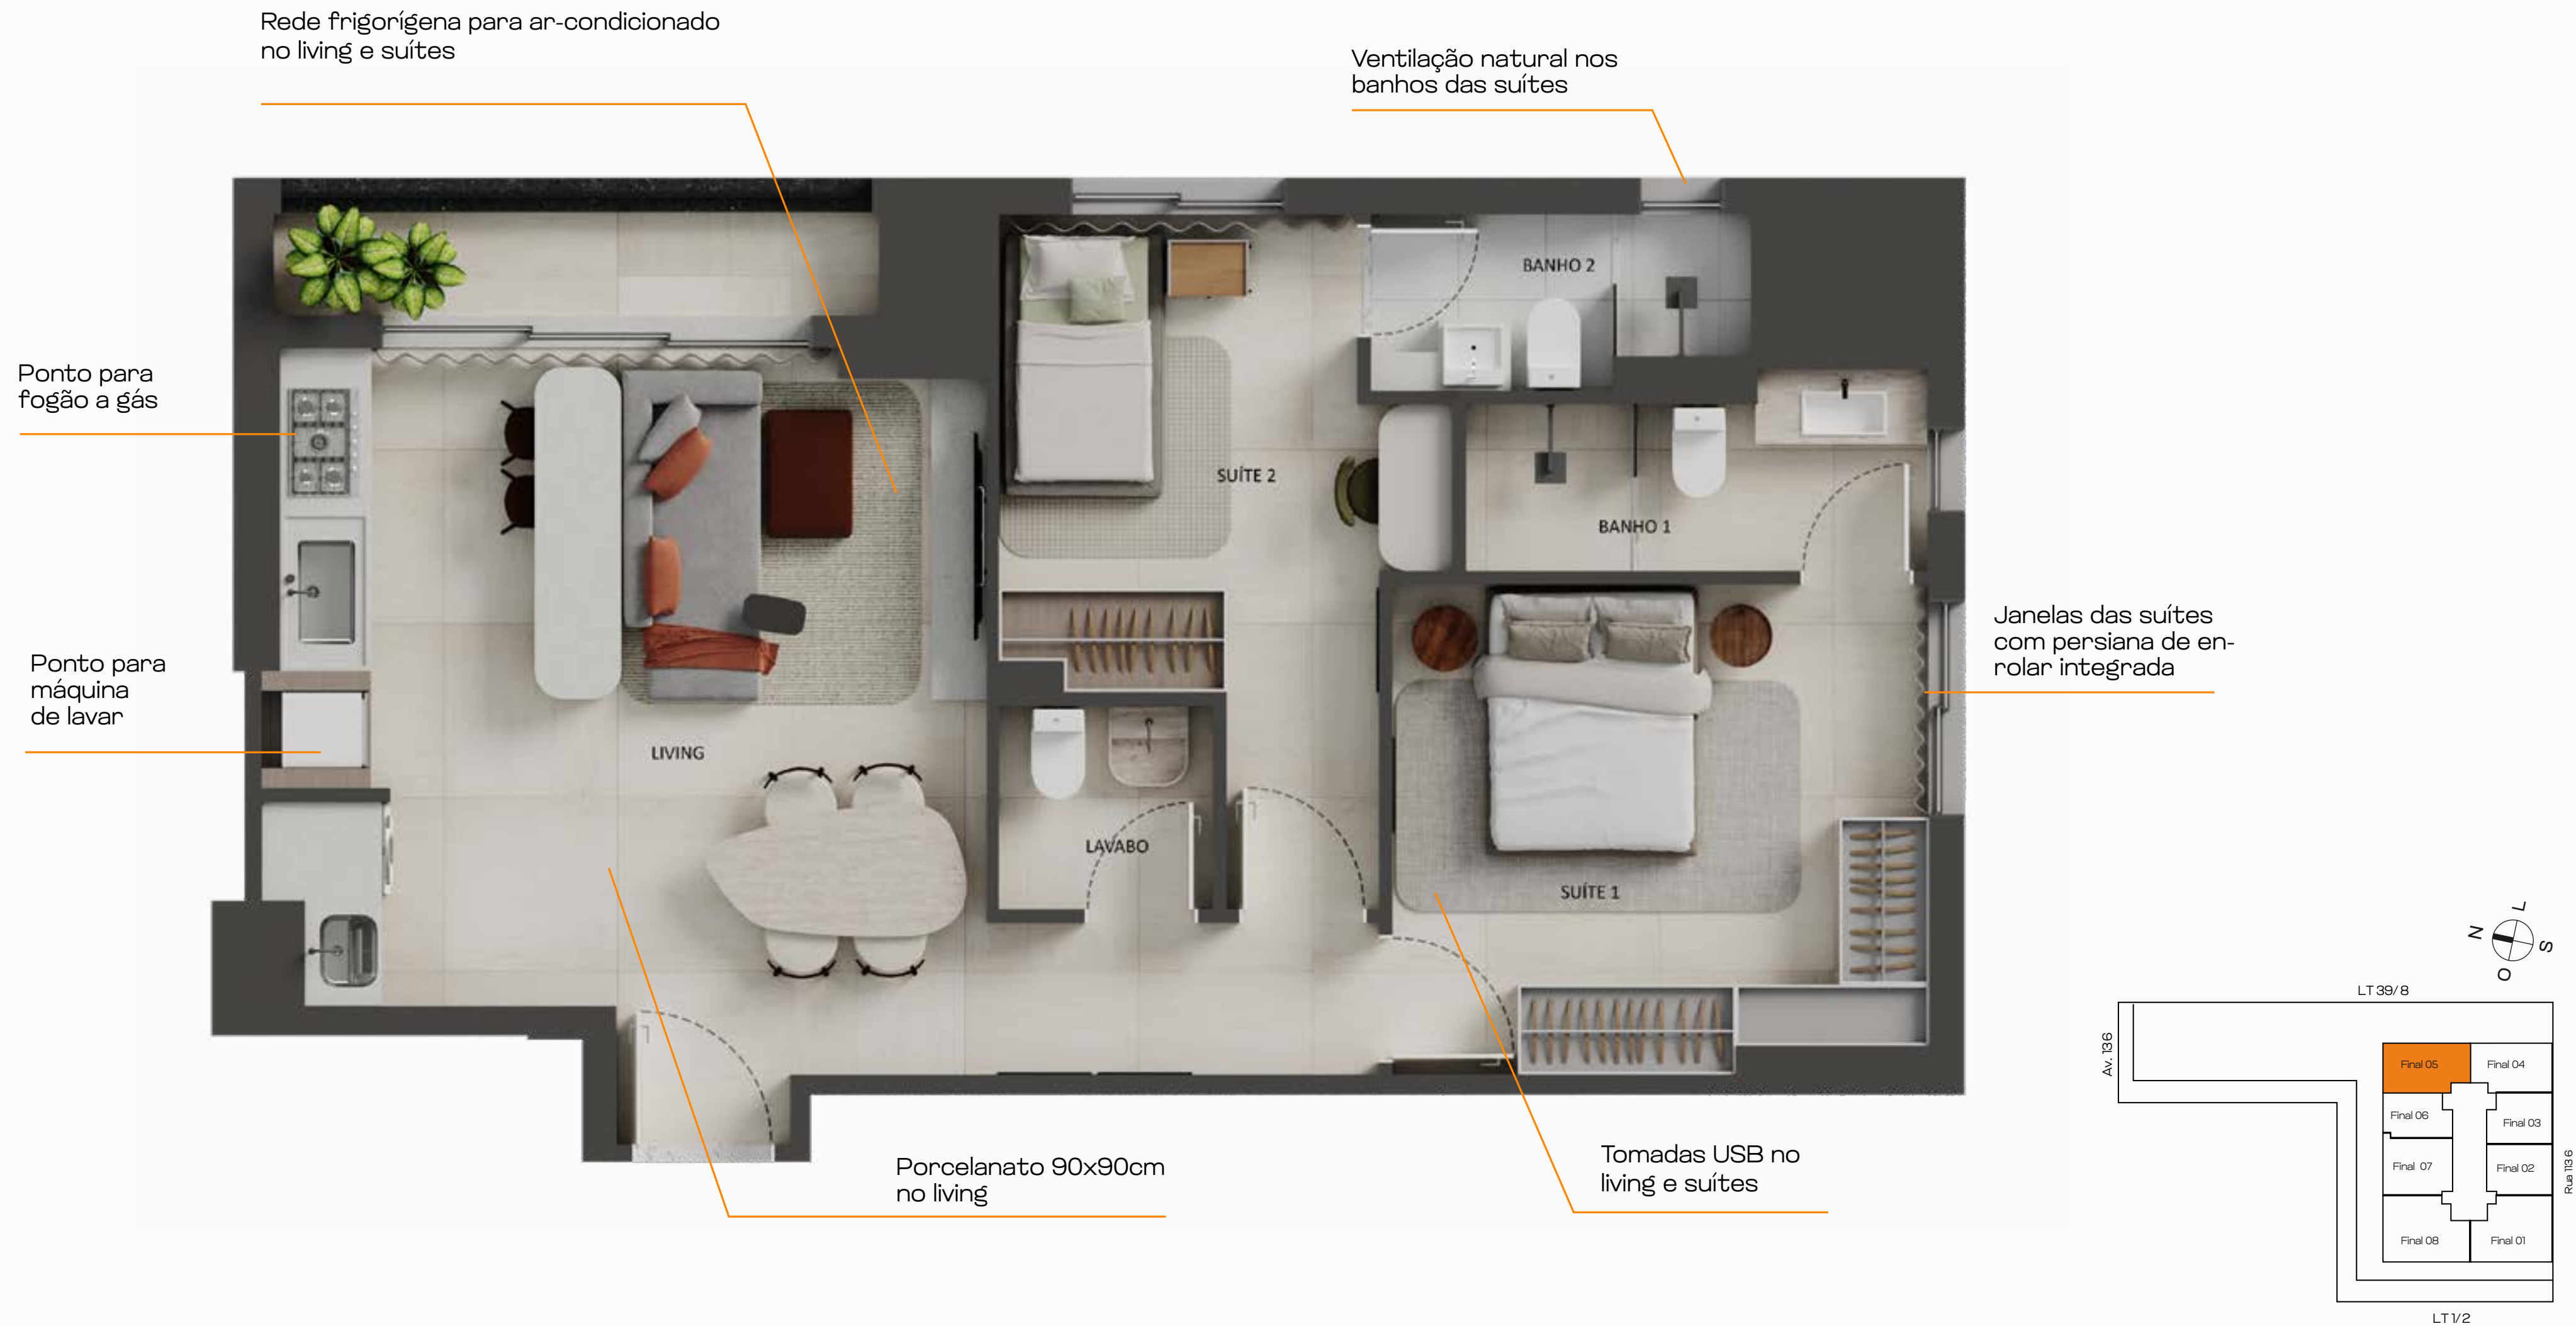 Rede frigorígena para ar-condicionado
no living e suítes
Ventilação natural nos
banhos das suítes
Ponto para
fogão a gás
Ponto para
máquina
de lavar
BANHO 2
SUÍTE 2
BANHO 1
LIVING
LAVABO
SUÍTE 1
Janelas das suítes
com persiana de en-
rolar integrada
Porcelanato 90x90cm
no living
Tomadas USB no
living e suítes
N
L
S
O
LT 39/8
Av. 136
Final 05
Final 04
Final 06
Final 03
Final 07
Final 02
Rua 113 6
Final 08
Final 01
LT 1/2